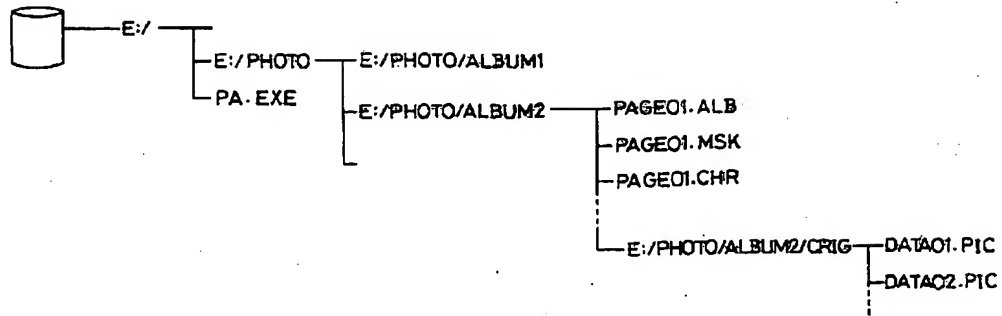 E:/
E:/PHOTO
E:/PHOTO/ALBUM1
PA.EXE
E:/PHOTO/ALBUM2
PAGE01.ALB
PAGE01.MSK
PAGE01.CHR
E:/PHOTO/ALBUM2/CRIG
DATA01.PIC
DATA02.PIC